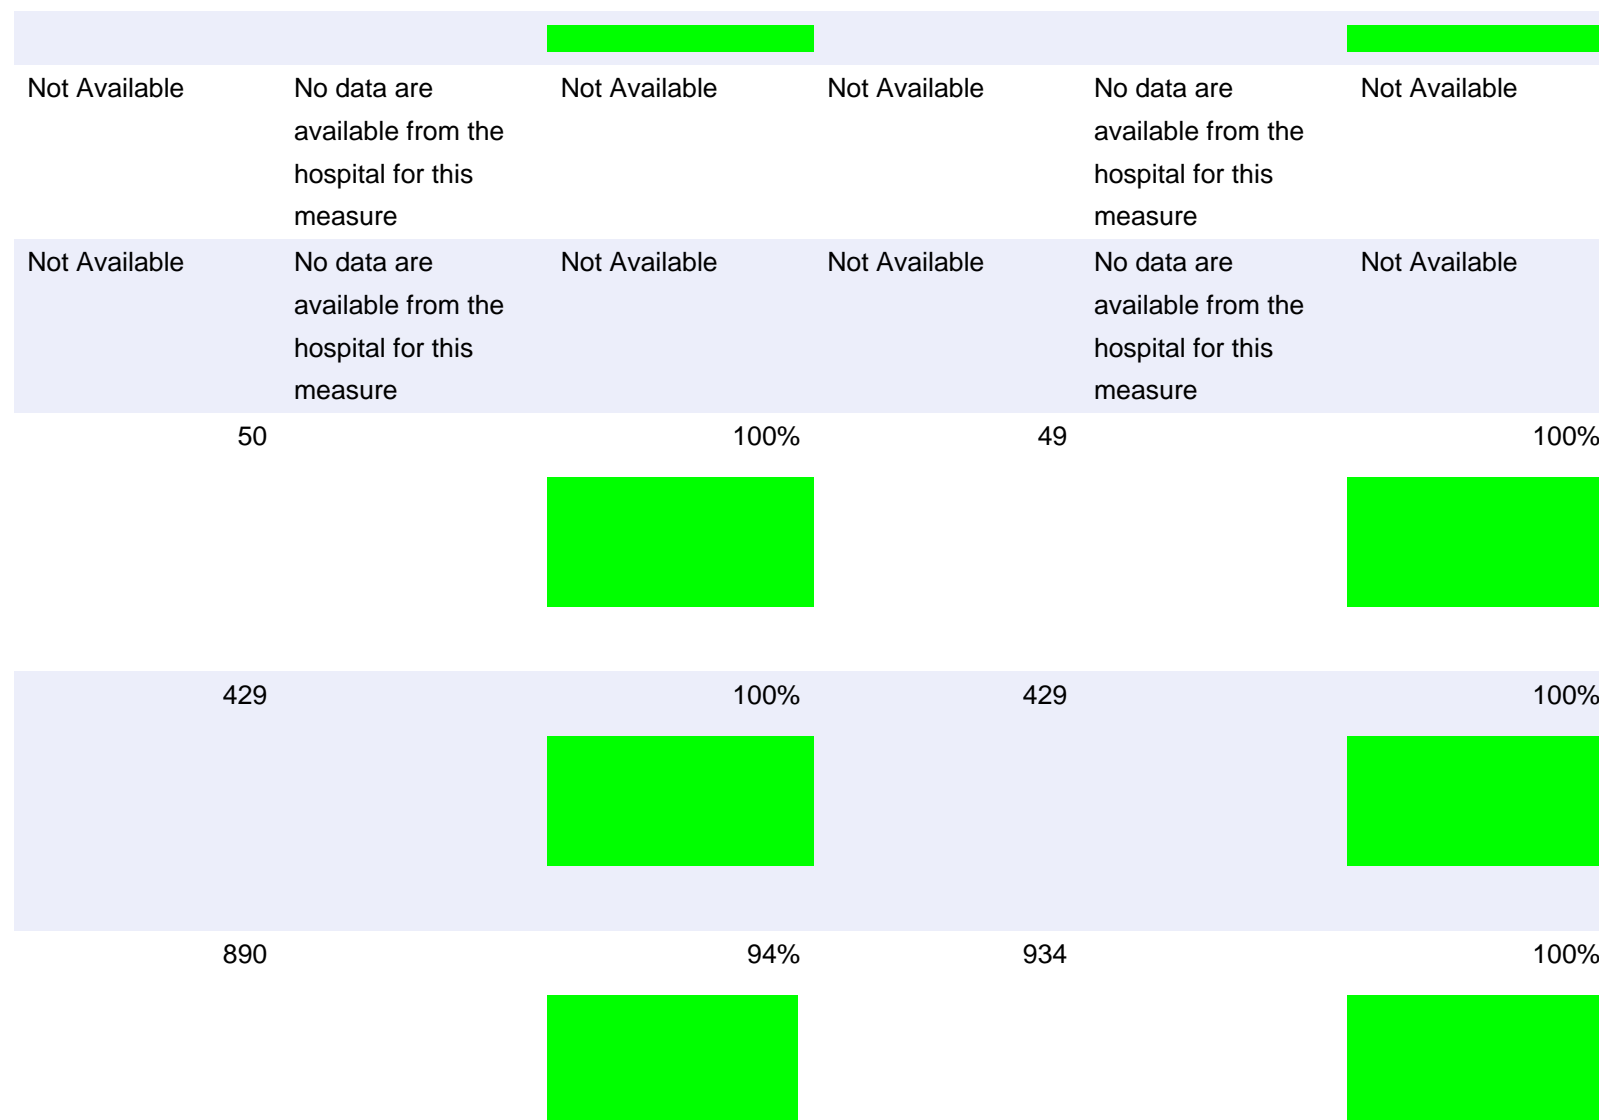 Not Available No data are Not Available Not Available No data are Not Available
available from the available from the
hospital for this hospital for this
measure measure
Not Available No data are Not Available Not Available No data are Not Available
available from the available from the
hospital for this hospital for this
measure measure
50 100% 49 100%
429 100% 429 100%
890 94% 934 100%